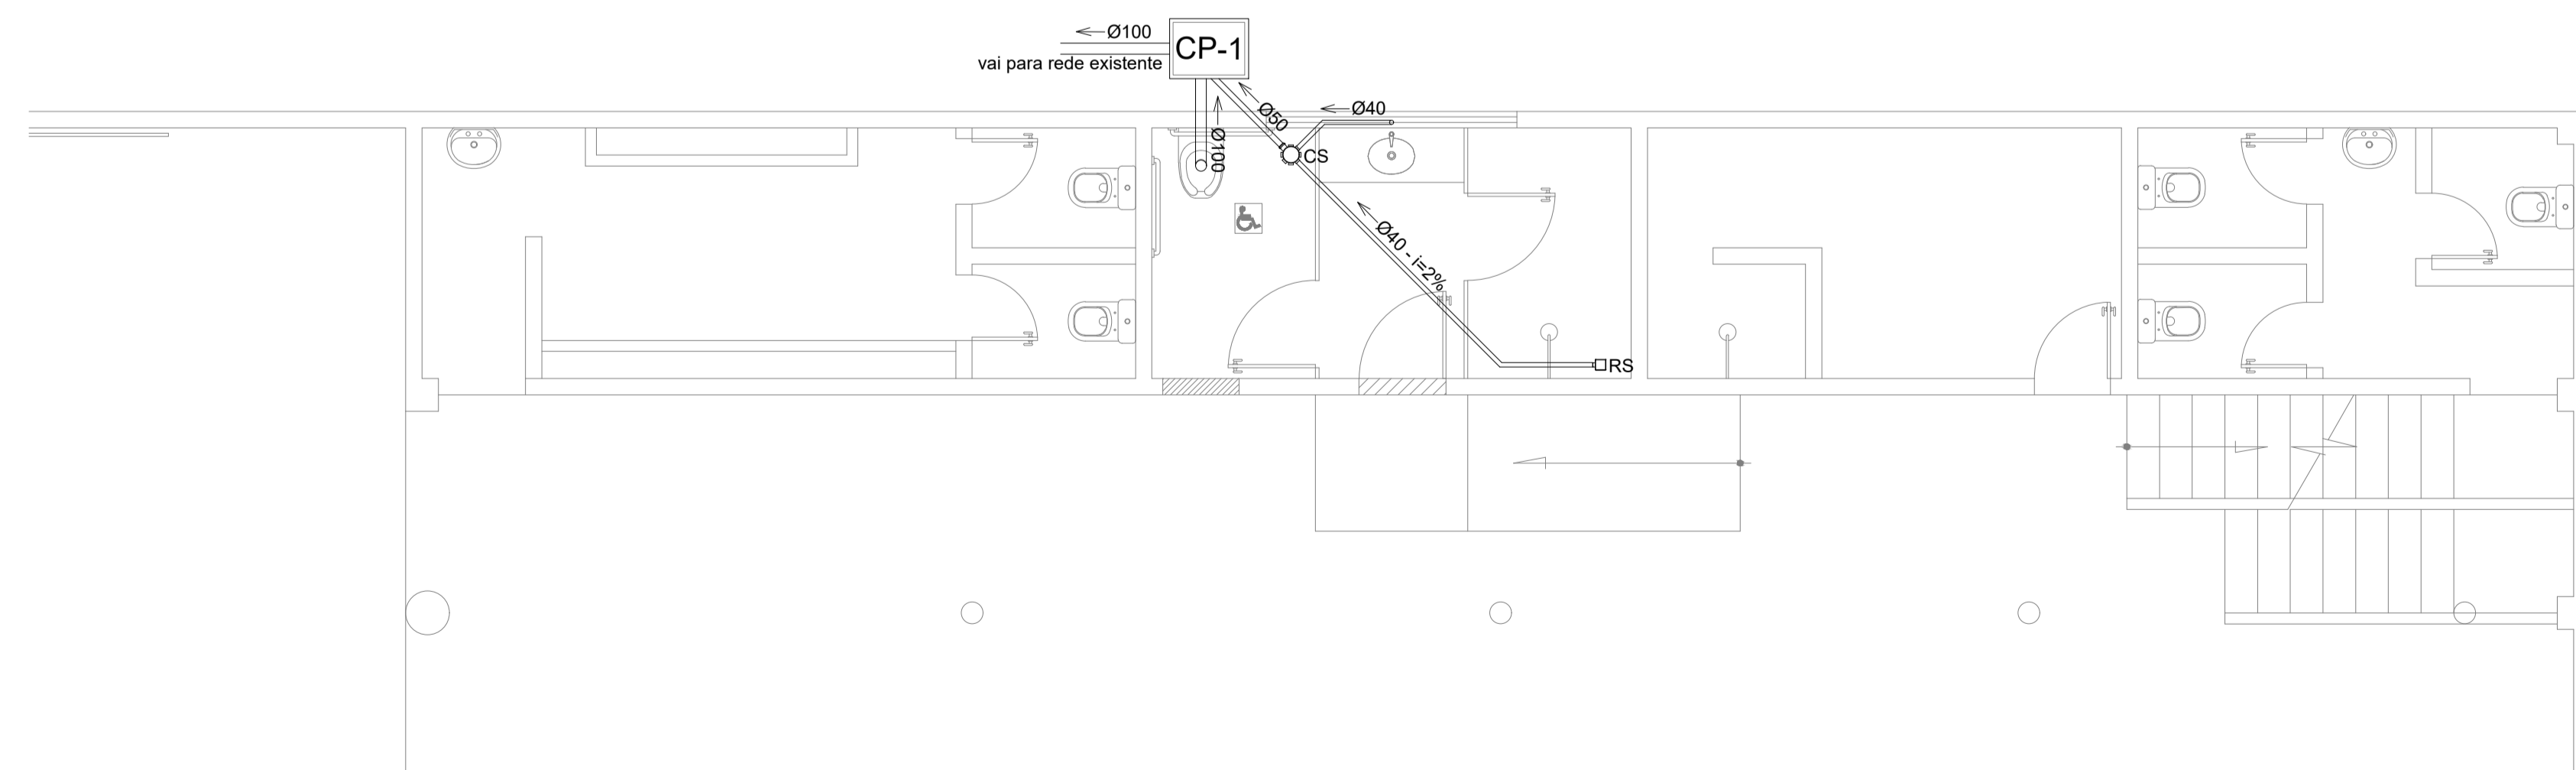 Ø100
CP-1
vai para rede existente
Ø50
Ø40
Ø100
CS
Ø40 - i=2%
RS